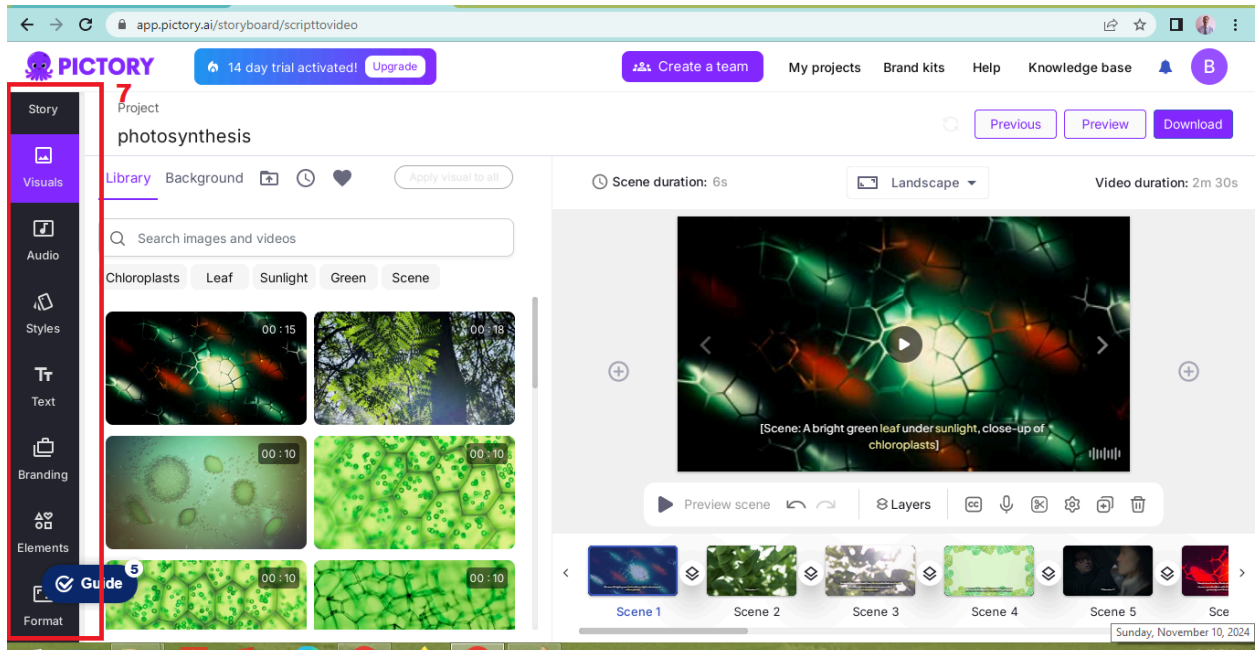 app.pictory.ai/storyboard/scripttovideo
PICTORY
14 day trial activated! Upgrade
Create a team
My projects
Brand kits
Help
Knowledge base
B
7
Story
Visuals
Audio
Styles
Text
Branding
Elements
Guide
5
Format
Project
photosynthesis
Previous
Preview
Download
Library
Background
Apply visual to all
Search images and videos
Chloroplasts
Leaf
Sunlight
Green
Scene
00:15
00:18
00:10
00:10
00:10
00:10
Scene duration: 6s
Landscape
Video duration: 2m 30s
[Scene: A bright green leaf under sunlight, close-up of
chloroplasts]
Preview scene
Layers
CC
Scene 1
Scene 2
Scene 3
Scene 4
Scene 5
Sce
Sunday, November 10, 2024